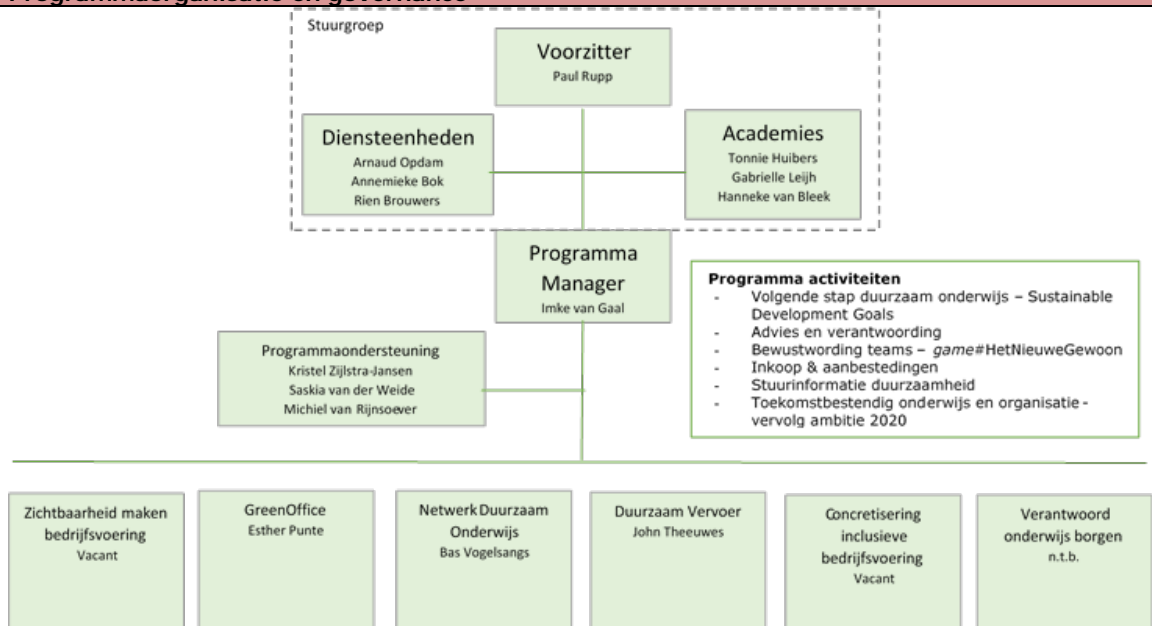 Programmaorganisatie en governance
Stuurgroep
Voorzitter
Paul Rupp
Diensteenheden
Arnaud Opdam
Annemieke Bok
Rien Brouwers
Academies
Tonnie Huibers
Gabrielle Leijh
Hanneke van Bleek
Programma
Manager
Imke van Gaal
Programma activiteiten
- Volgende stap duurzaam onderwijs – Sustainable
Development Goals
- Advies en verantwoording
- Bewustwording teams – game#HetNieuweGewoon
- Inkoop & aanbestedingen
- Stuurinformatie duurzaamheid
- Toekomstbestendig onderwijs en organisatie -
vervolg ambitie 2020
Programmaondersteuning
Kristel Zijlstra-Jansen
Saskia van der Weide
Michiel van Rijnsoever
Zichtbaarheid maken
bedrijfsvoering
Vacant
GreenOffice
Esther Punte
Netwerk Duurzaam
Onderwijs
Bas Vogelsangs
Duurzaam Vervoer
John Theeuwes
Concretisering
inclusieve
bedrijfsvoering
Vacant
Verantwoord
onderwijs borgen
n.t.b.